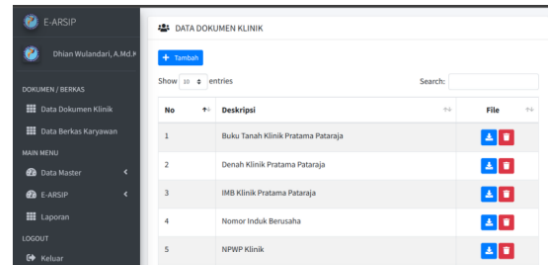 E-ARSIP
Dhian Wulandari, A.Md.K
DOKUMEN / BERKAS
Data Dokumen Klinik
Data Berkas Karyawan
MAIN MENU
Data Master
E-ARSIP
Laporan
LOGOUT
Keluar
DATA DOKUMEN KLINIK
+ Tambah
Show 10 entries Search:
No Deskripsi File
1 Buku Tanah Klinik Pratama Pataraja
2 Denah Klinik Pratama Pataraja
3 IMB Klinik Pratama Pataraja
4 Nomor Induk Berusaha
5 NPWP Klinik